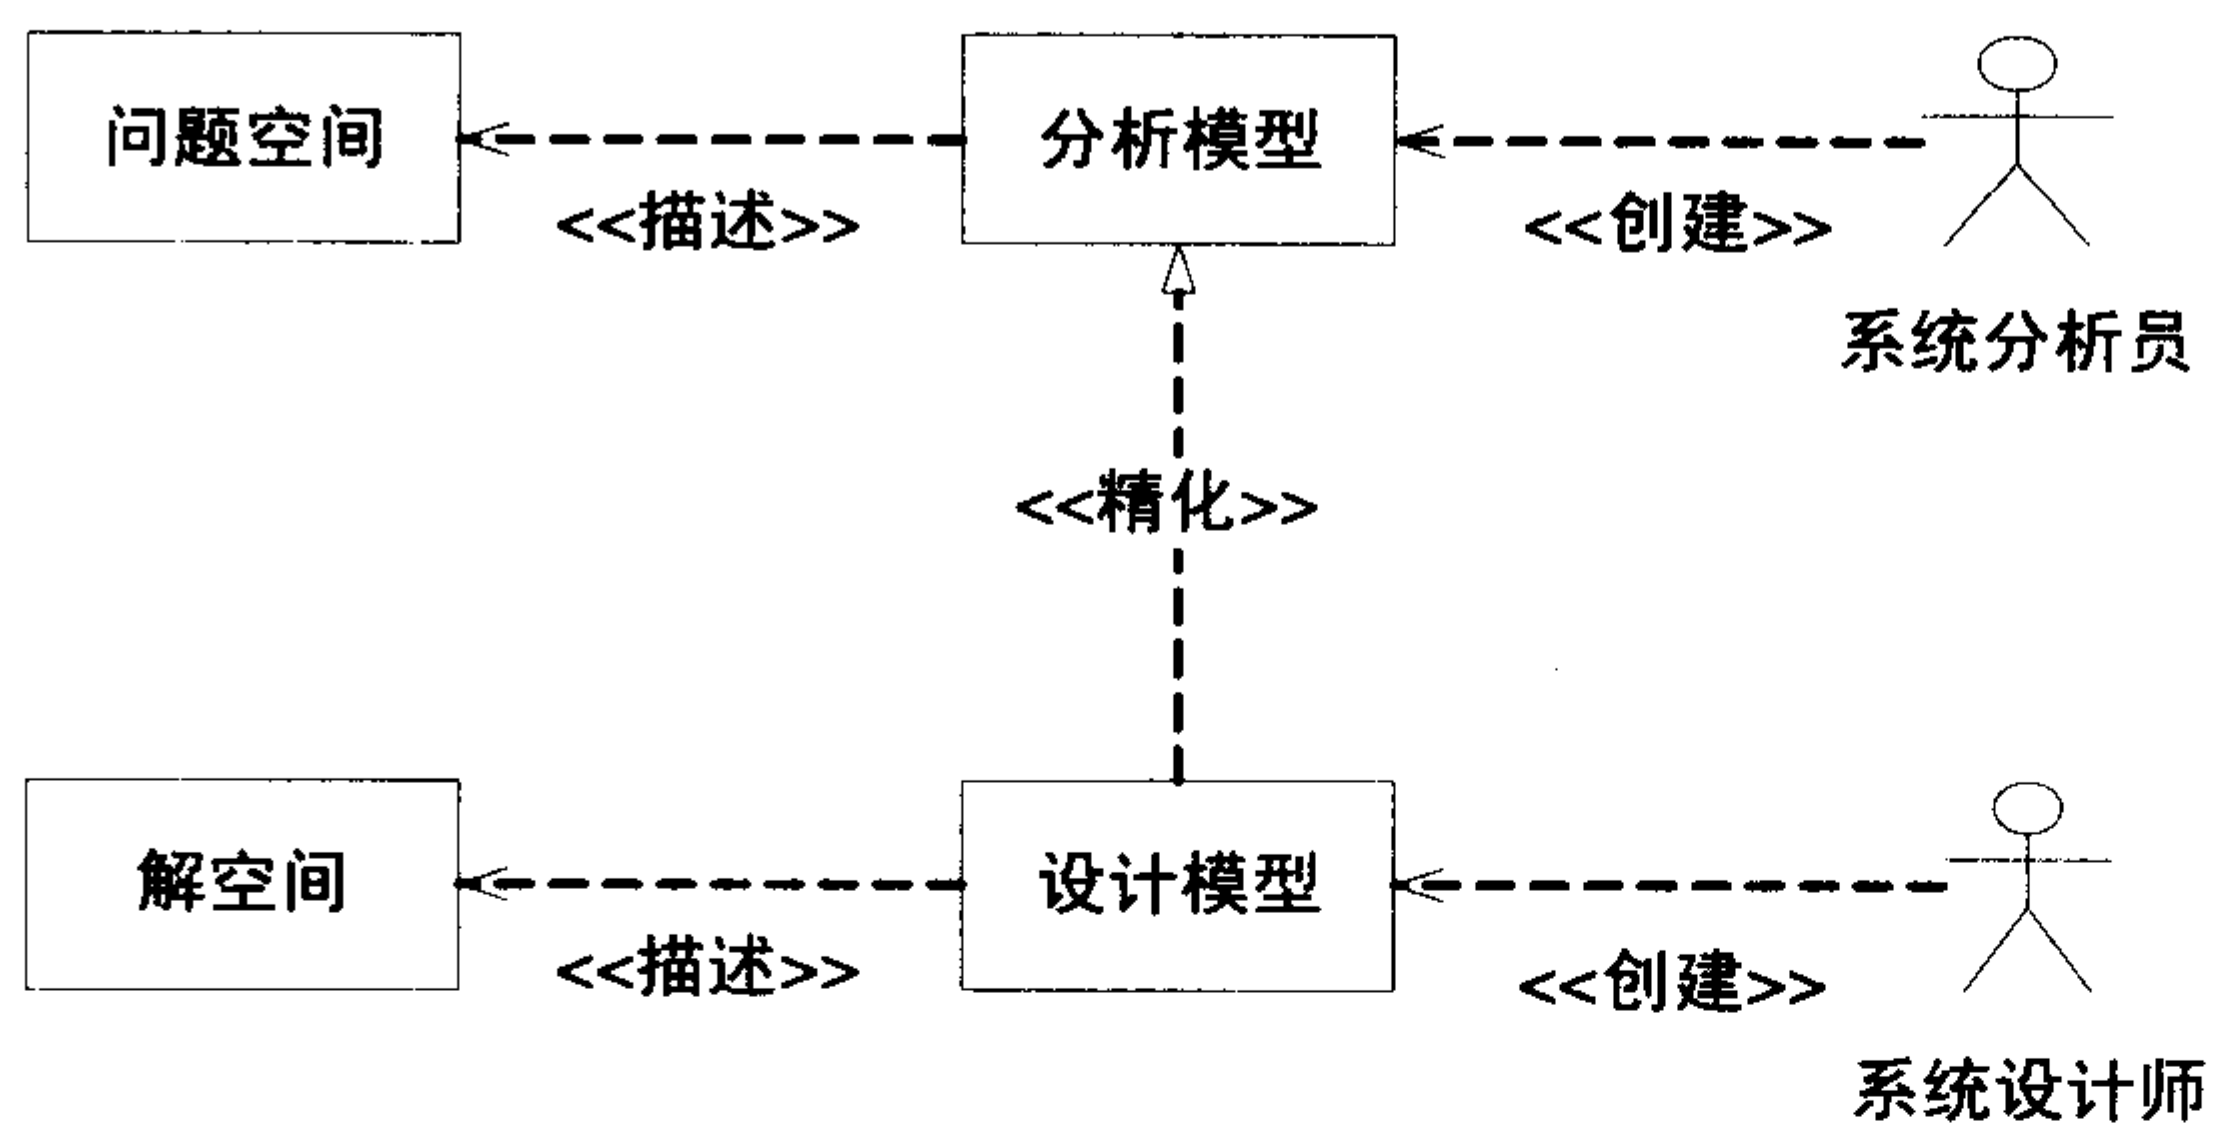 问题空间
分析模型
<<描述>>
<<创建>>
系统分析员
<<精化>>
解空间
设计模型
<<描述>>
<<创建>>
系统设计师